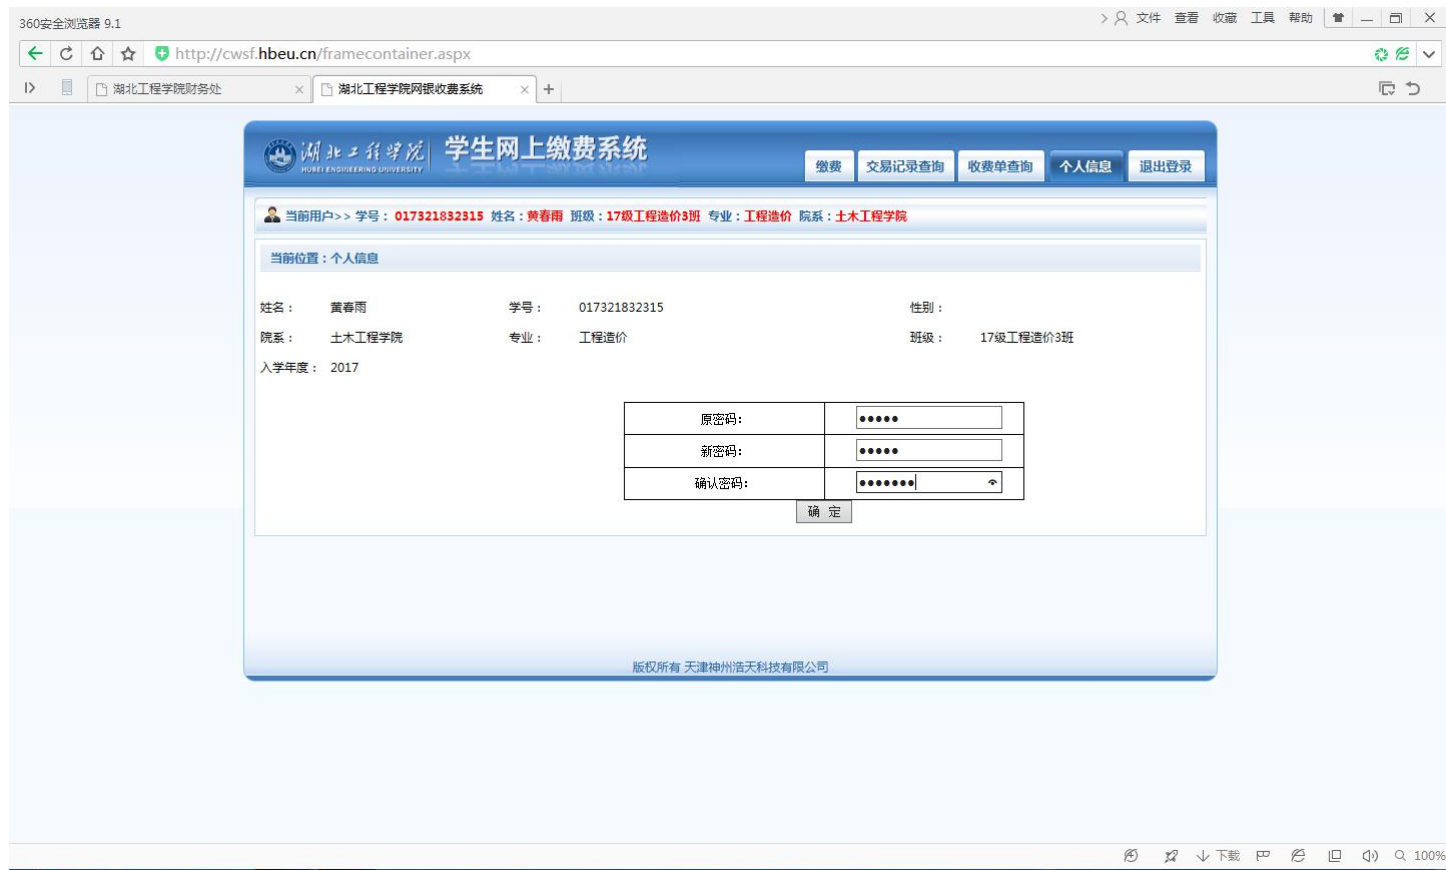 360安全浏览器 9.1
文件 查看 收藏 工具 帮助
http://cwsf.hbeu.cn/framecontainer.aspx
湖北工程学院财务处
湖北工程学院网银收费系统
湖北工程学院 学生网上缴费系统
HUBEI ENGINEERING UNIVERSITY
缴费 交易记录查询 收费单查询 个人信息 退出登录
当前用户>> 学号：017321832315 姓名：黄春雨 班级：17级工程造价3班 专业：工程造价 院系：土木工程学院
当前位置：个人信息
姓名： 黄春雨 学号： 017321832315 性别：
院系： 土木工程学院 专业： 工程造价 班级： 17级工程造价3班
入学年度： 2017
原密码：
新密码：
确认密码：
确 定
版权所有 天津神州浩天科技有限公司
下载 100%